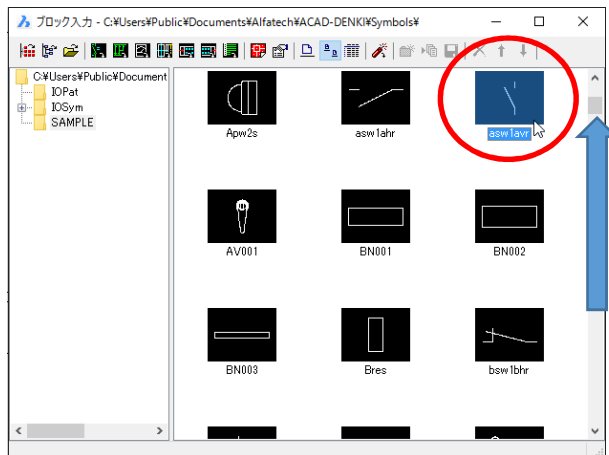 ブロック入力 - C:¥Users¥Public¥Documents¥Alfatech¥ACAD-DENKI¥Symbols¥
C:¥Users¥Public¥Document
IOPat
IOSym
SAMPLE
Apw2s
asw1ahr
asw1avr
AV001
BN001
BN002
BN003
Bres
bsw1bhr